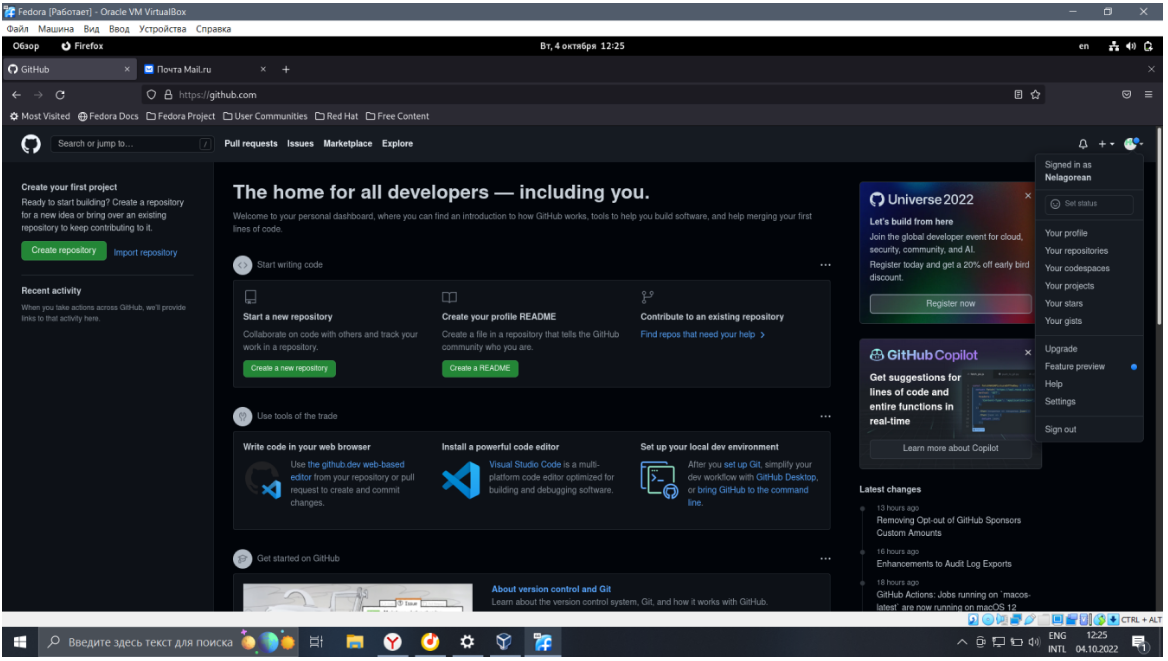 Fedora [Работает] - Oracle VM VirtualBox
Файл Машина Вид Ввод Устройства Справка
Обзор Firefox Вт, 4 октября 12:25 en
GitHub × Почта Mail.ru × +
https://github.com
Most Visited Fedora Docs Fedora Project User Communities Red Hat Free Content
Search or jump to... / Pull requests Issues Marketplace Explore
Create your first project
Ready to start building? Create a repository
for a new idea or bring over an existing
repository to keep contributing to it.
Create repository Import repository
Recent activity
When you take actions across GitHub, we'll provide
links to that activity here.
The home for all developers — including you.
Welcome to your personal dashboard, where you can find an introduction to how GitHub works, tools to help you build software, and help merging your first
lines of code.
Start writing code
Start a new repository
Collaborate on code with others and track your
work in a repository.
Create a new repository
Create your profile README
Create a file in a repository that tells the GitHub
community who you are.
Create a README
Contribute to an existing repository
Find repos that need your help >
Use tools of the trade
Write code in your web browser
Use the github.dev web-based
editor from your repository or pull
request to create and commit
changes.
Install a powerful code editor
Visual Studio Code is a multi-
platform code editor optimized for
building and debugging software.
Set up your local dev environment
After you set up Git, simplify your
dev workflow with GitHub Desktop,
or bring GitHub to the command
line.
Get started on GitHub
Issue
About version control and Git
Learn about the version control system, Git, and how it works with GitHub.
Universe 2022
Let's build from here
Join the global developer event for cloud,
security, community, and AI.
Register today and get a 20% off early bird
discount.
Register now
GitHub Copilot
Get suggestions for
lines of code and
entire functions in
real-time
Learn more about Copilot
Latest changes
13 hours ago
Removing Opt-out of GitHub Sponsors
Custom Amounts
16 hours ago
Enhancements to Audit Log Exports
18 hours ago
GitHub Actions: Jobs running on `macos-
latest` are now running on macOS 12
Signed in as
Nelagorean
Set status
Your profile
Your repositories
Your codespaces
Your projects
Your stars
Your gists
Upgrade
Feature preview
Help
Settings
Sign out
CTRL + ALT
Введите здесь текст для поиска
ENG
INTL
12:25
04.10.2022
1